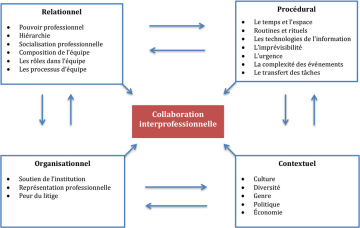 Relationnel
• Pouvoir professionnel
• Hiérarchie
• Socialisation professionnelle
• Composition de l'équipe
• Les rôles dans l'équipe
• Les processus d'équipe
Procédural
• Le temps et l'espace
• Routines et rituels
• Les technologies de l'information
• L'imprévisibilité
• L'urgence
• La complexité des événements
• Le transfert des tâches
Collaboration
interprofessionnelle
Organisationnel
• Soutien de l'institution
• Représentation professionnelle
• Peur du litige
Contextuel
• Culture
• Diversité
• Genre
• Politique
• Économie